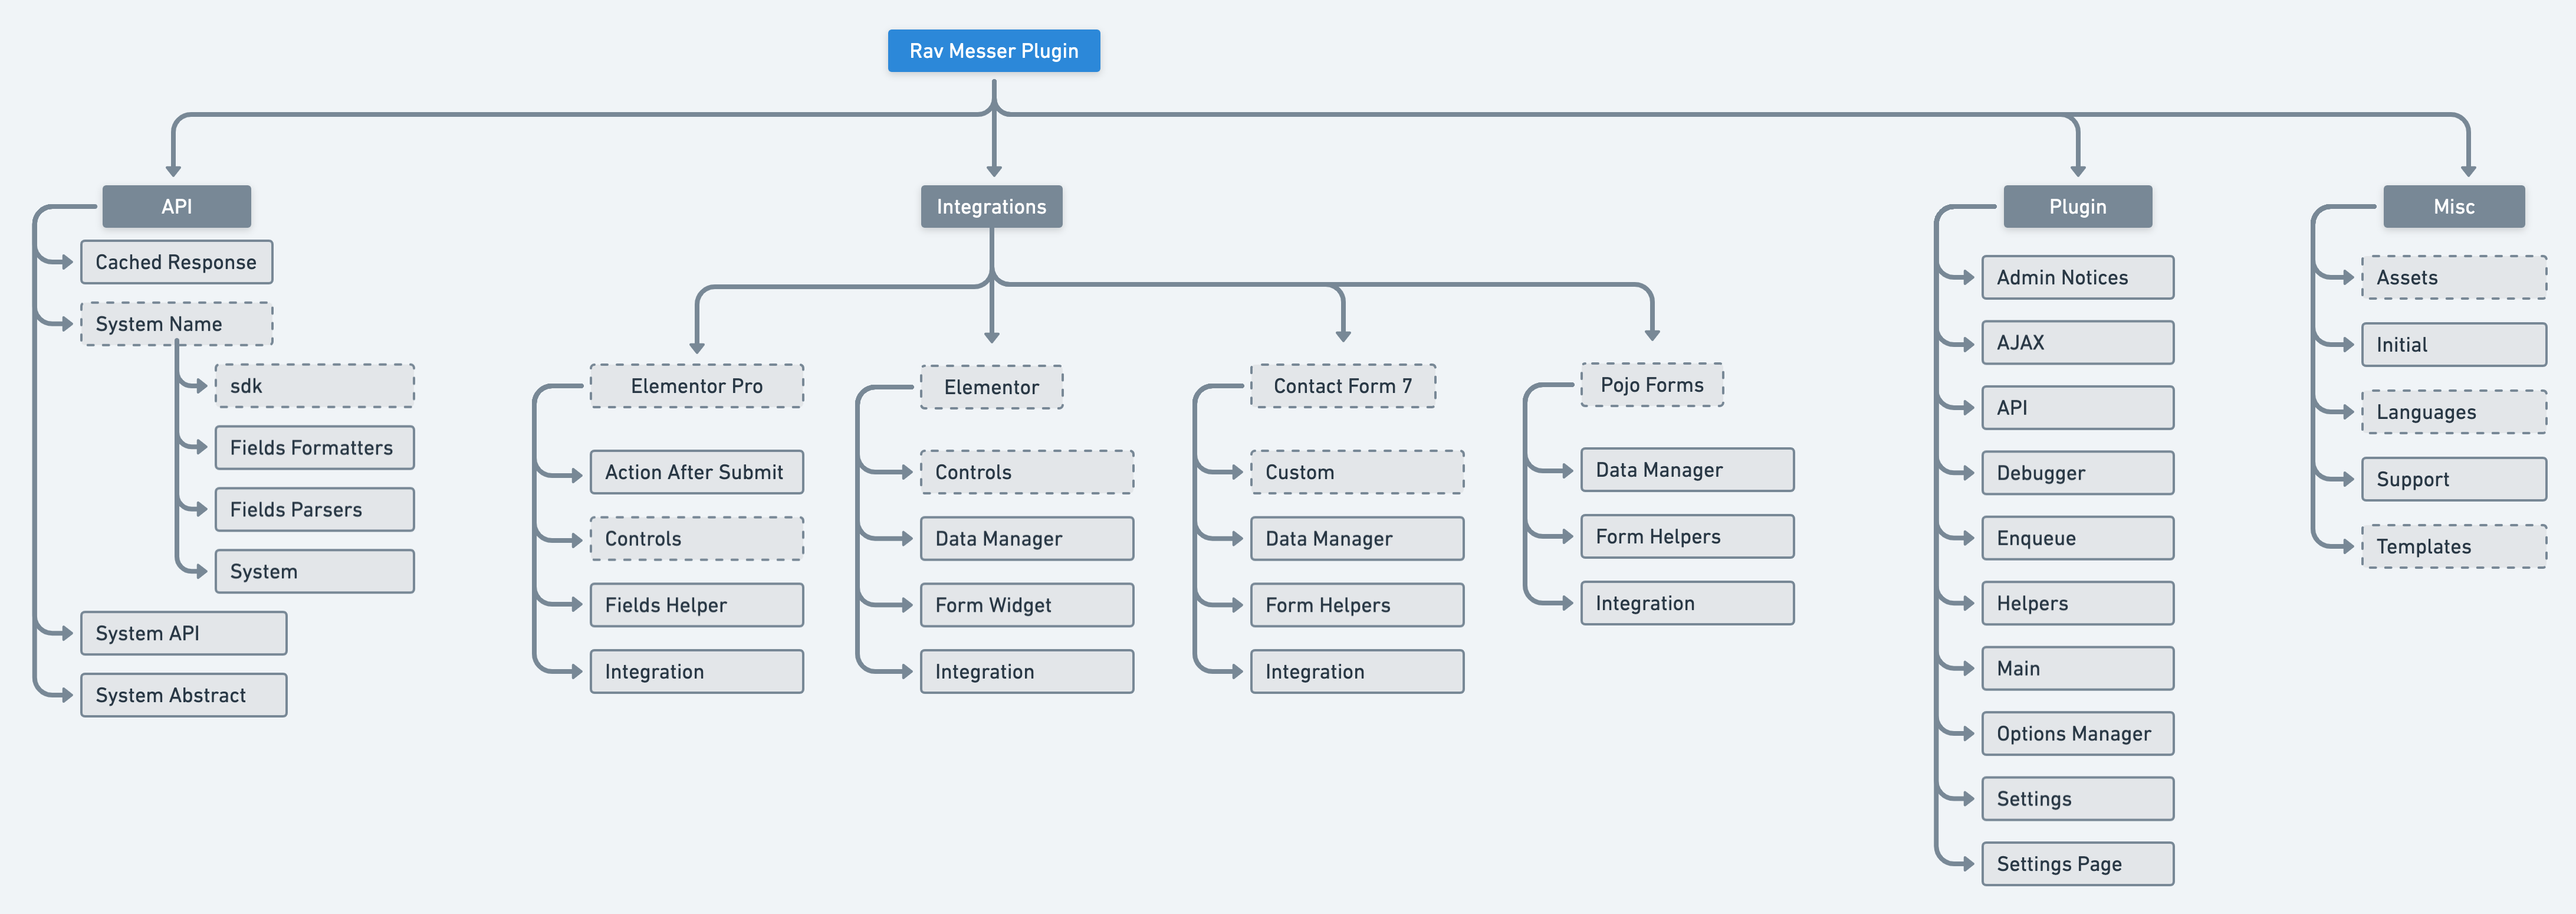 Rav Messer Plugin
API
Cached Response
System Name
sdk
Fields Formatters
Fields Parsers
System
System API
System Abstract
Integrations
Elementor Pro
Action After Submit
Controls
Fields Helper
Integration
Elementor
Controls
Data Manager
Form Widget
Integration
Contact Form 7
Custom
Data Manager
Form Helpers
Integration
Pojo Forms
Data Manager
Form Helpers
Integration
Plugin
Admin Notices
AJAX
API
Debugger
Enqueue
Helpers
Main
Options Manager
Settings
Settings Page
Misc
Assets
Initial
Languages
Support
Templates